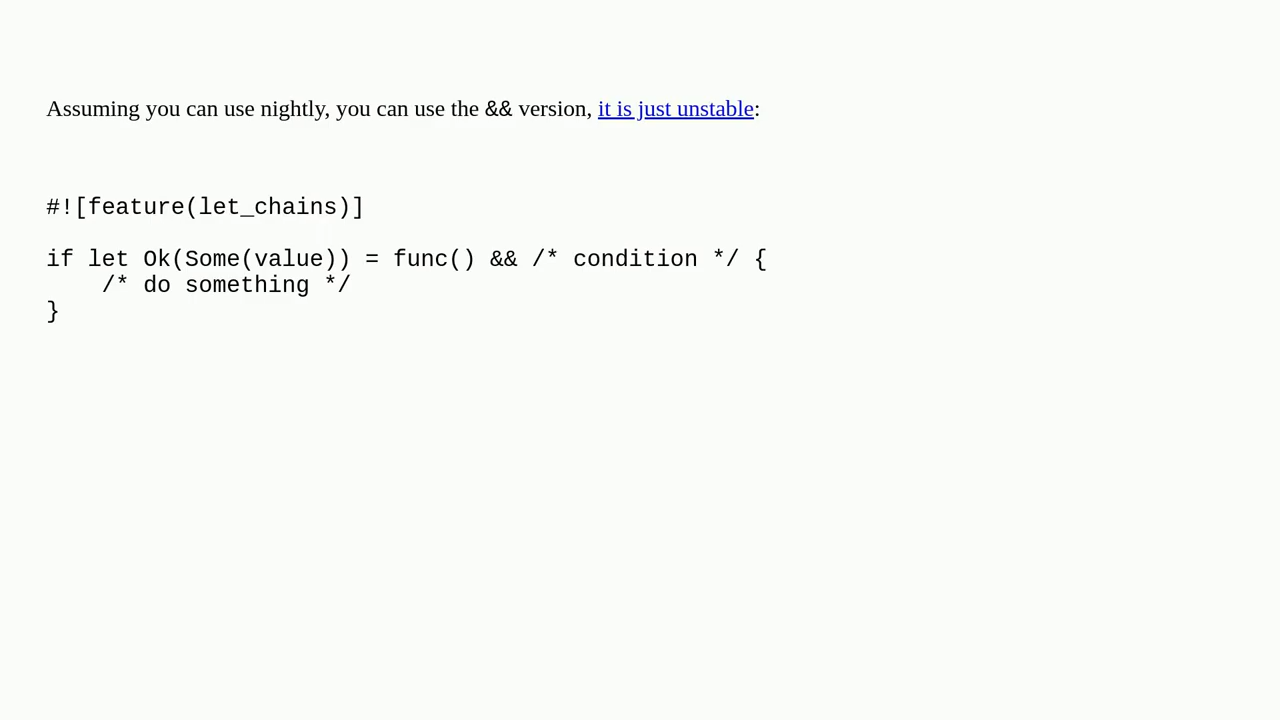 Assuming you can use nightly, you can use the && version, it is just unstable:
#![feature(let_chains)]
if let Ok(Some(value)) = func() && /* condition */ {
    /* do something */
}